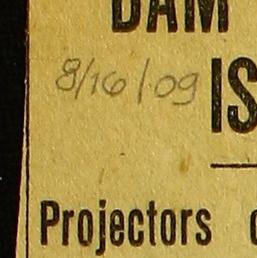 DAM
8/16/09
IS
Projectors